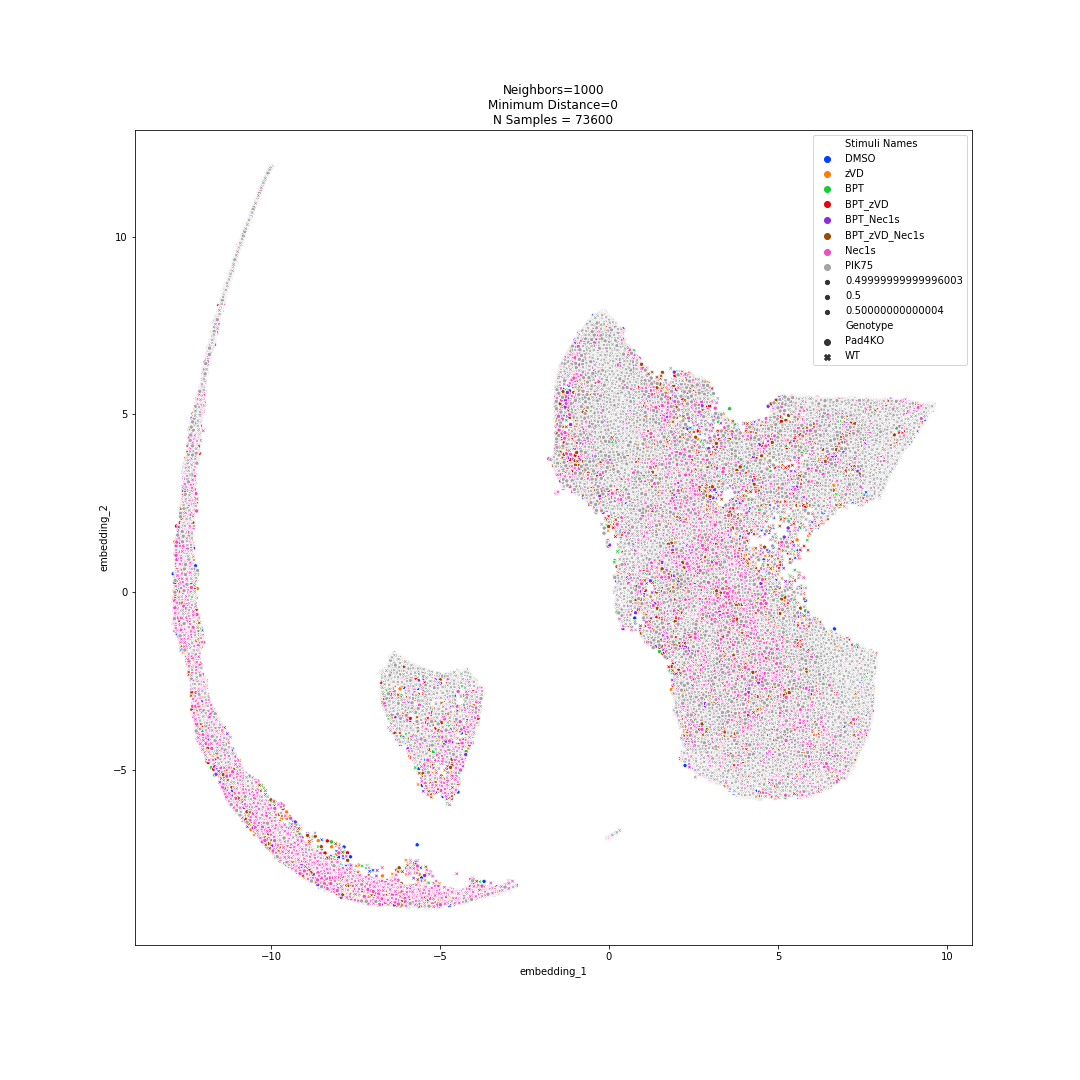 Neighbors=1000
Minimum Distance=0
N Samples = 73600
Stimuli Names
DMSO
zVD
BPT
BPT_zVD
BPT_Nec1s
BPT_zVD_Nec1s
Nec1s
PIK75
0.49999999999996003
0.5
0.50000000000004
Genotype
Pad4KO
WT
10
5
0
−5
embedding_2
−10
−5
0
5
10
embedding_1